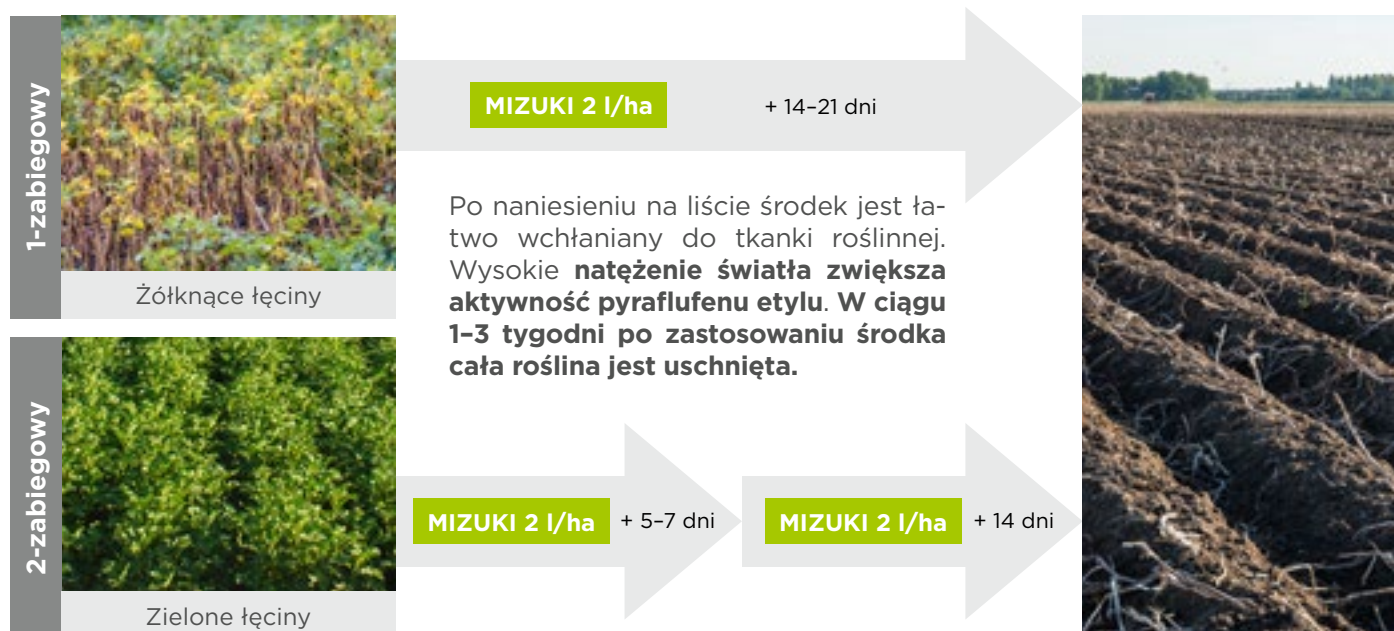 1-zabiegowy
Żółknące łęciny
MIZUKI 2 l/ha
+ 14–21 dni
Po naniesieniu na liście środek jest ła-
two wchłaniany do tkanki roślinnej.
Wysokie natężenie światła zwiększa
aktywność pyraflufenu etylu. W ciągu
1–3 tygodni po zastosowaniu środka
cała roślina jest uschnięta.
2-zabiegowy
Zielone łęciny
MIZUKI 2 l/ha
+ 5–7 dni
MIZUKI 2 l/ha
+ 14 dni